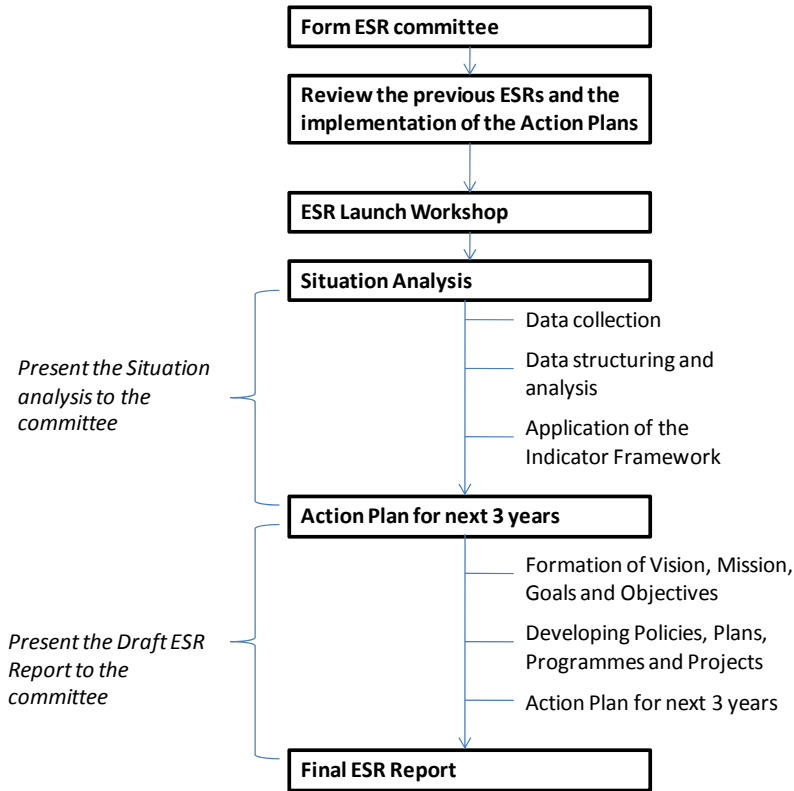 Form ESR committee
Review the previous ESRs and the
implementation of the Action Plans
ESR Launch Workshop
Situation Analysis
Data collection
Data structuring and
analysis
Application of the
Indicator Framework
Present the Situation
analysis to the
committee
Action Plan for next 3 years
Formation of Vision, Mission,
Goals and Objectives
Developing Policies, Plans,
Programmes and Projects
Action Plan for next 3 years
Present the Draft ESR
Report to the
committee
Final ESR Report